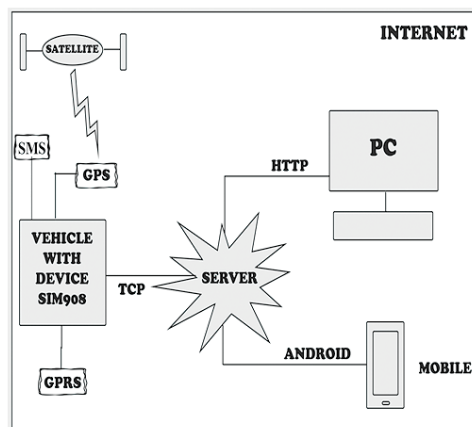 INTERNET
SATELLITE
SMS
GPS
PC
HTTP
VEHICLE
WITH
DEVICE
SIM908
TCP
SERVER
GPRS
ANDROID
MOBILE